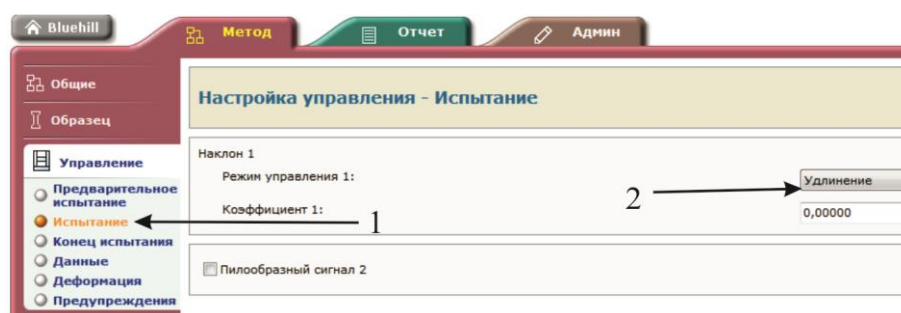 Bluehill
Метод
Отчет
Админ
Общие
Образец
Управление
Предварительное
испытание
Испытание
Конец испытания
Данные
Деформация
Предупреждения
Настройка управления - Испытание
Наклон 1
Режим управления 1:
Удлинение
Коэффициент 1:
0,00000
Пилообразный сигнал 2
1
2